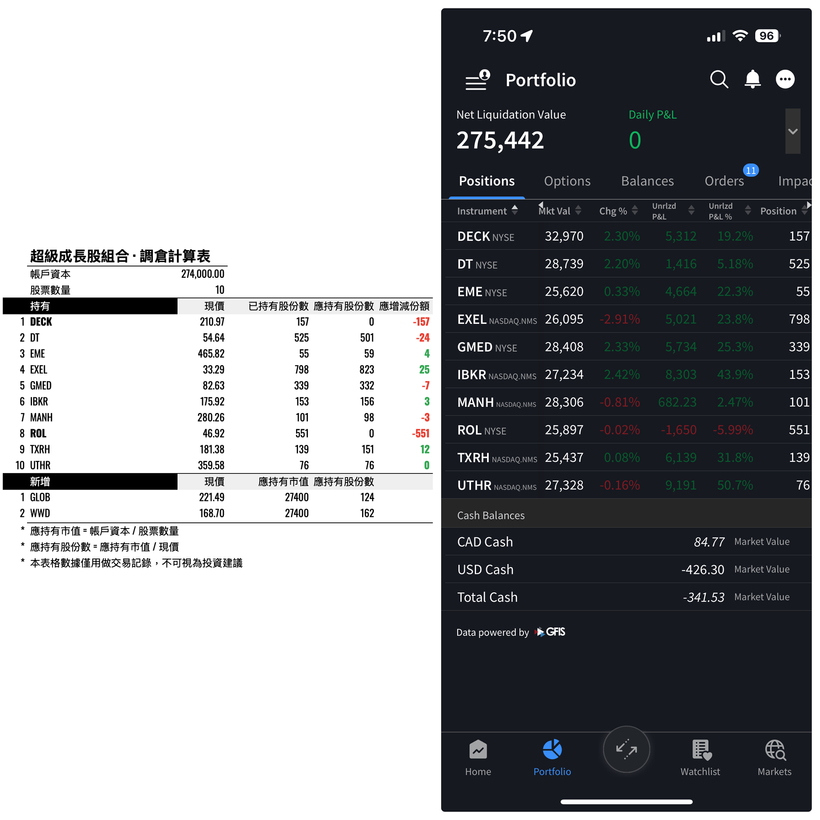 超級成長股組合 · 調倉計算表
帳戶資本 274,000.00
股票數量 10
持有 現價 已持有股份數 應持有股份數 應增減份額
1 DECK 210.97 157 0 -157
2 DT 54.64 525 501 -24
3 EME 465.82 55 59 4
4 EXEL 33.29 798 823 25
5 GMED 82.63 339 332 -7
6 IBKR 175.92 153 156 3
7 MANH 280.26 101 98 -3
8 ROL 46.92 551 0 -551
9 TXRH 181.38 139 151 12
10 UTHR 359.58 76 76 0
新增 現價 應持有市值 應持有股份數
1 GLOB 221.49 27400 124
2 WWD 168.70 27400 162
* 應持有市值 = 帳戶資本 / 股票數量
* 應持有股份數 = 應持有市值 / 現價
* 本表格數據僅用做交易記錄，不可視為投資建議
7:50 96
Portfolio
Net Liquidation Value Daily P&L
275,442 0
Positions Options Balances Orders 11 Impac
Instrument Mkt Val Chg % Unrlzd P&L Unrlzd P&L % Position
DECK NYSE 32,970 2.30% 5,312 19.2% 157
DT NYSE 28,739 2.20% 1,416 5.18% 525
EME NYSE 25,620 0.33% 4,664 22.3% 55
EXEL NASDAQ.NMS 26,095 -2.91% 5,021 23.8% 798
GMED NYSE 28,408 2.33% 5,734 25.3% 339
IBKR NASDAQ.NMS 27,234 2.42% 8,303 43.9% 153
MANH NASDAQ.NMS 28,306 -0.81% 682.23 2.47% 101
ROL NYSE 25,897 -0.02% -1,650 -5.99% 551
TXRH NASDAQ.NMS 25,437 0.08% 6,139 31.8% 139
UTHR NASDAQ.NMS 27,328 -0.16% 9,191 50.7% 76
Cash Balances
CAD Cash 84.77 Market Value
USD Cash -426.30 Market Value
Total Cash -341.53 Market Value
Data powered by GFIS
Home Portfolio Watchlist Markets